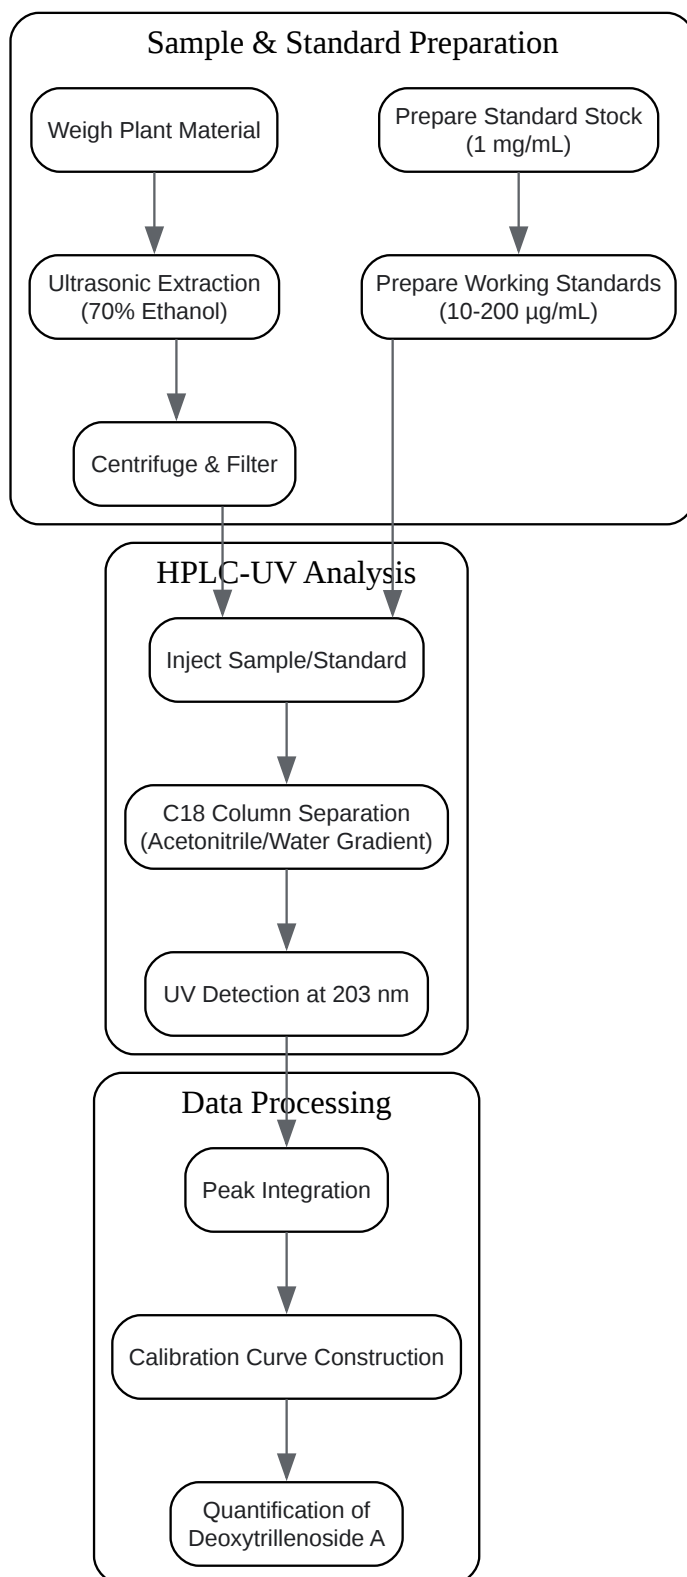 Sample & Standard Preparation
Weigh Plant Material
Prepare Standard Stock
(1 mg/mL)
Ultrasonic Extraction
(70% Ethanol)
Prepare Working Standards
(10-200 µg/mL)
Centrifuge & Filter
HPLC-UV Analysis
Inject Sample/Standard
C18 Column Separation
(Acetonitrile/Water Gradient)
UV Detection at 203 nm
Data Processing
Peak Integration
Calibration Curve Construction
Quantification of
Deoxytrillenoside A